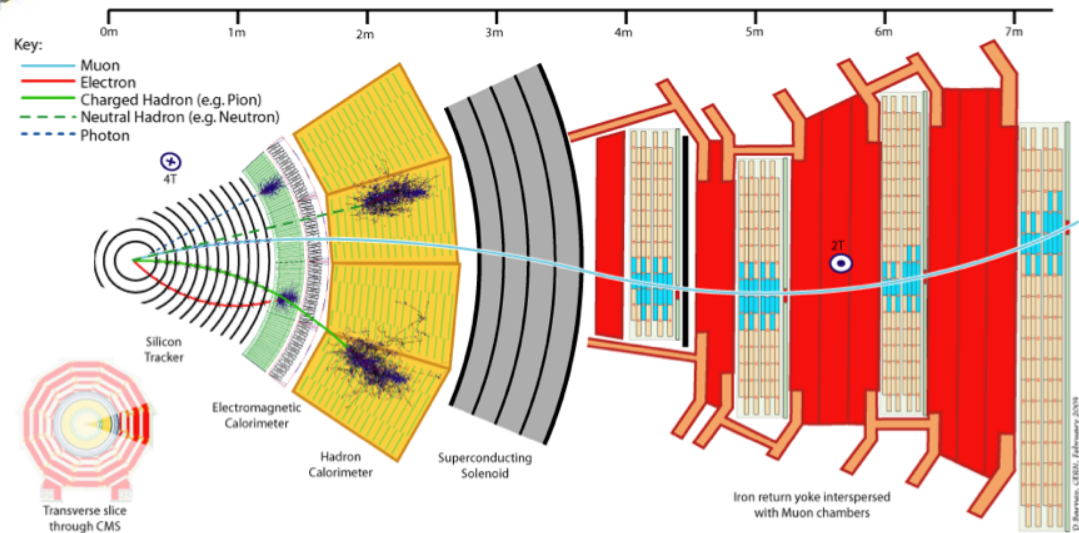 0m 1m 2m 3m 4m 5m 6m 7m
Key:
Muon
Electron
Charged Hadron (e.g. Pion)
Neutral Hadron (e.g. Neutron)
Photon
4T
2T
Silicon
Tracker
Electromagnetic
Calorimeter
Hadron
Calorimeter
Superconducting
Solenoid
Iron return yoke interspersed
with Muon chambers
Transverse slice
through CMS
D. Barney, CERN, February 2004